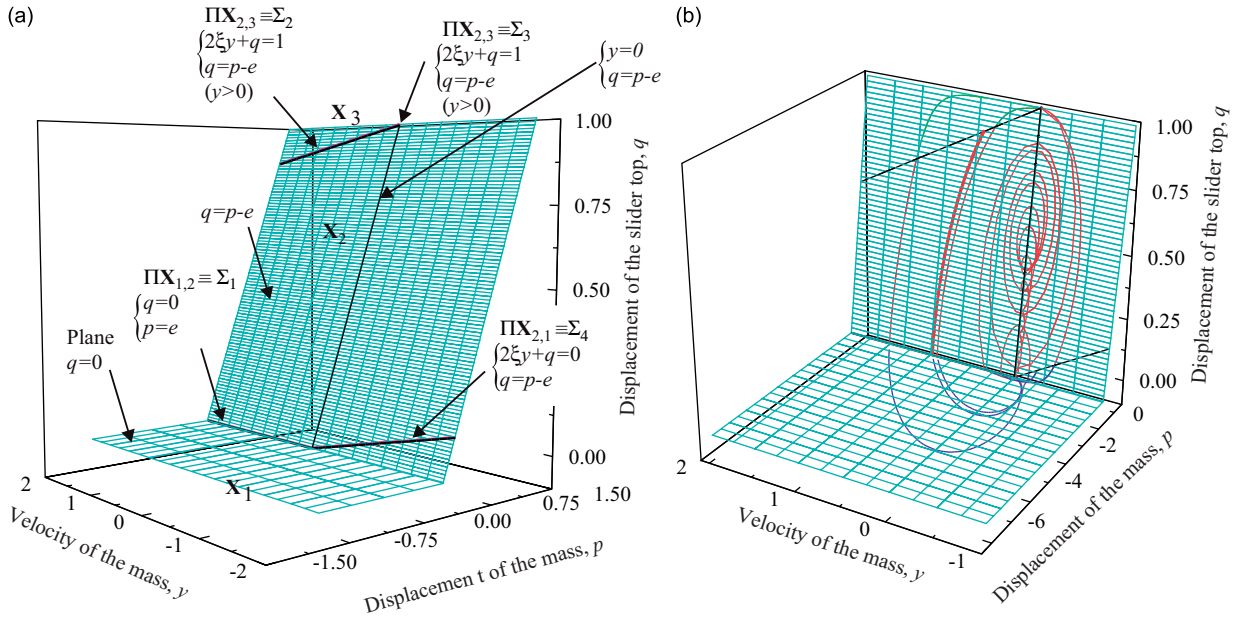 (a)
ΠX2,3≡Σ2
2ξy+q=1
q=p-e
(y>0)
ΠX2,3≡Σ3
2ξy+q=1
q=p-e
(y>0)
y=0
q=p-e
X 3
1.00
q=p-e
X2
0.75
ΠX1,2≡Σ1
q=0
p=e
0.50
Plane
q=0
ΠX2,1≡Σ4
2ξy+q=0
q=p-e
0.00
X1
Displacement of the slider top, q
2
1
0
-1
-2
Velocity of the mass, y
-1.50
-0.75
0.00
0.75
1.50
Displacemen t of the mass, p
(b)
1.00
0.75
0.50
0.25
0.00
Displacement of the slider top, q
2
1
0
-1
Velocity of the mass, y
0
-2
-4
-6
Displacement of the mass, p